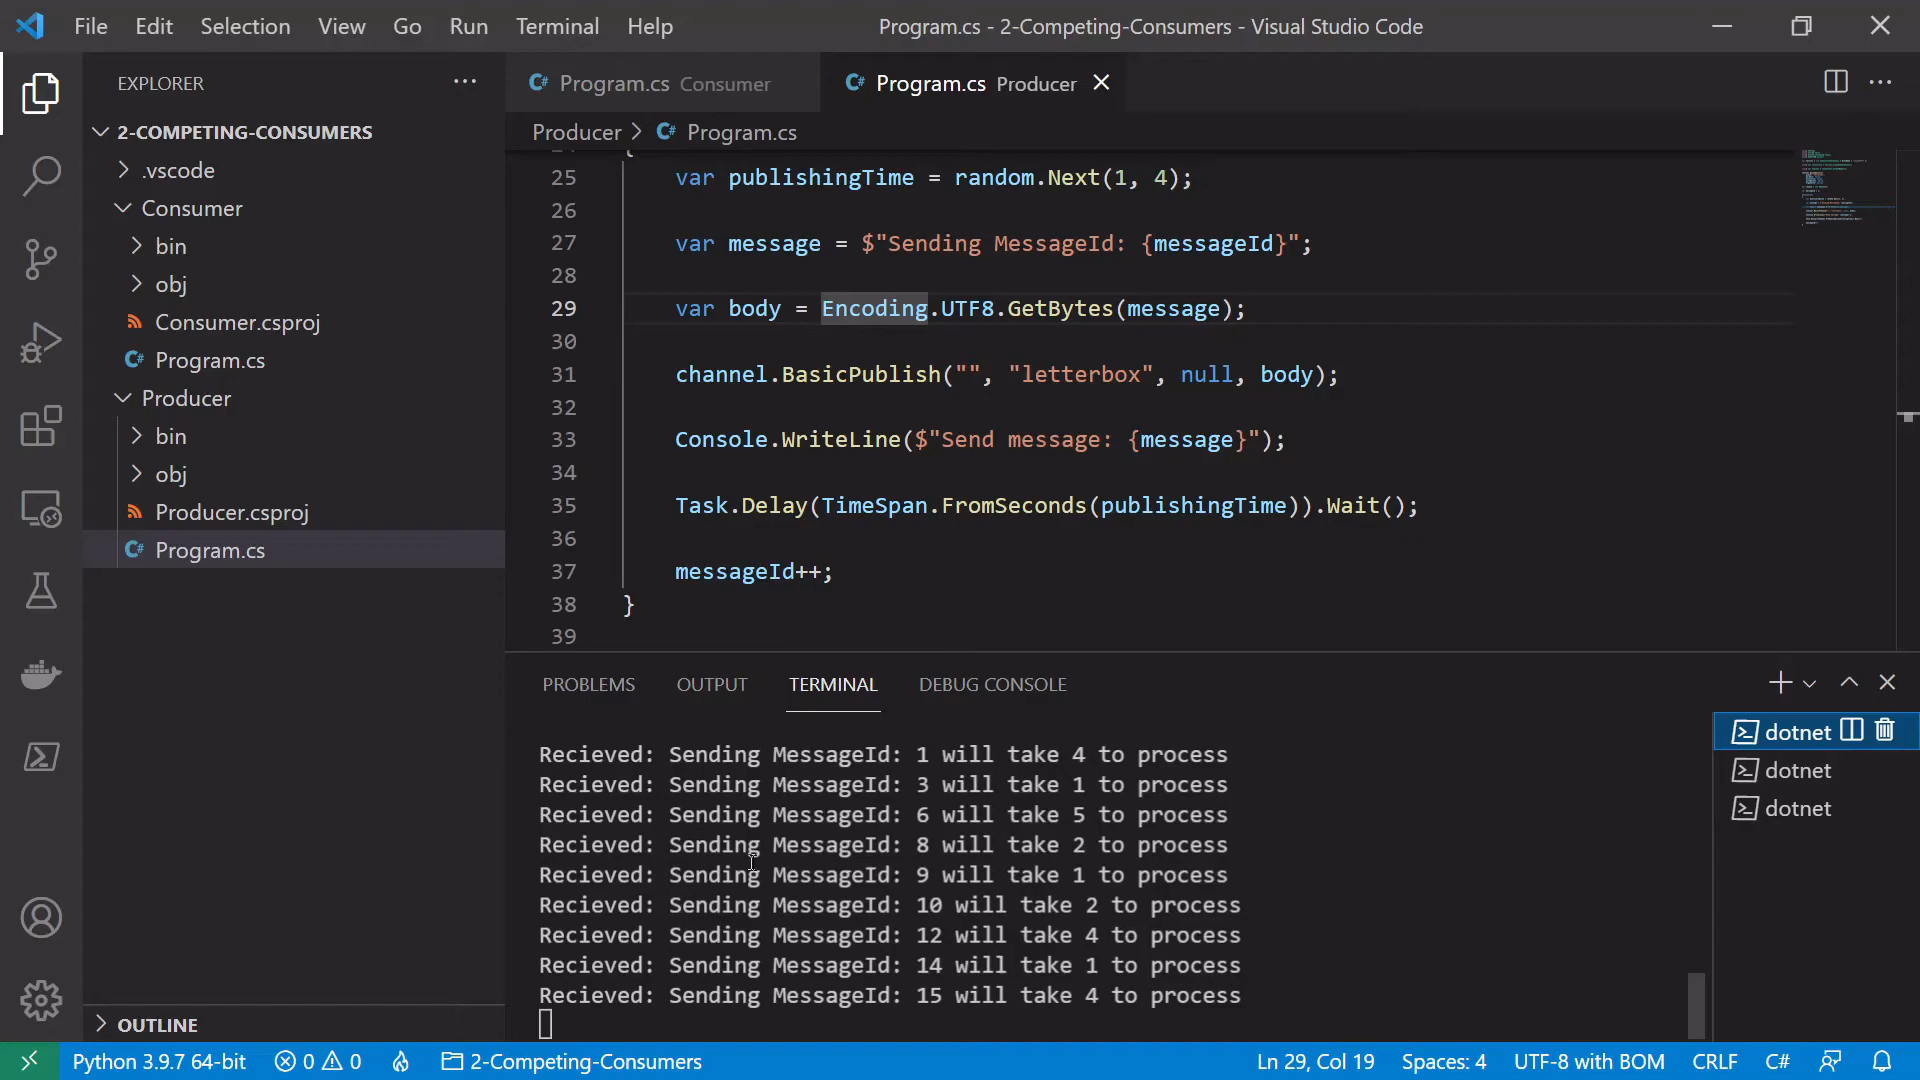 File Edit Selection View Go Run Terminal Help
Program.cs - 2-Competing-Consumers - Visual Studio Code
EXPLORER
2-COMPETING-CONSUMERS
.vscode
Consumer
bin
obj
Consumer.csproj
C# Program.cs
Producer
bin
obj
Producer.csproj
C# Program.cs
OUTLINE
C# Program.cs Consumer
C# Program.cs Producer
Producer > C# Program.cs
25 var publishingTime = random.Next(1, 4);
26
27 var message = $"Sending MessageId: {messageId}";
28
29 var body = Encoding.UTF8.GetBytes(message);
30
31 channel.BasicPublish("", "letterbox", null, body);
32
33 Console.WriteLine($"Send message: {message}");
34
35 Task.Delay(TimeSpan.FromSeconds(publishingTime)).Wait();
36
37 messageId++;
38 }
39
PROBLEMS OUTPUT TERMINAL DEBUG CONSOLE
Recieved: Sending MessageId: 1 will take 4 to process
Recieved: Sending MessageId: 3 will take 1 to process
Recieved: Sending MessageId: 6 will take 5 to process
Recieved: Sending MessageId: 8 will take 2 to process
Recieved: Sending MessageId: 9 will take 1 to process
Recieved: Sending MessageId: 10 will take 2 to process
Recieved: Sending MessageId: 12 will take 4 to process
Recieved: Sending MessageId: 14 will take 1 to process
Recieved: Sending MessageId: 15 will take 4 to process
dotnet
dotnet
dotnet
Python 3.9.7 64-bit 0 0 2-Competing-Consumers Ln 29, Col 19 Spaces: 4 UTF-8 with BOM CRLF C#